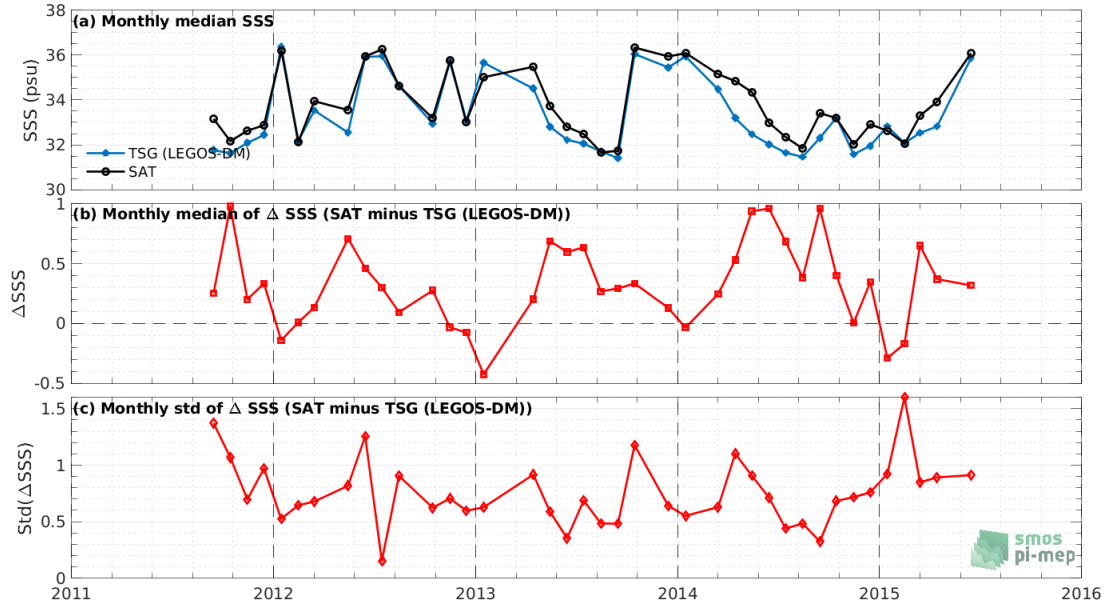 (a) Monthly median SSS
38
36
34
32
30
SSS (psu)
TSG (LEGOS-DM)
SAT
(b) Monthly median of Δ SSS (SAT minus TSG (LEGOS-DM))
1
0.5
0
-0.5
ΔSSS
(c) Monthly std of Δ SSS (SAT minus TSG (LEGOS-DM))
1.5
1
0.5
0
Std(ΔSSS)
smos
pi-mep
2011 2012 2013 2014 2015 2016